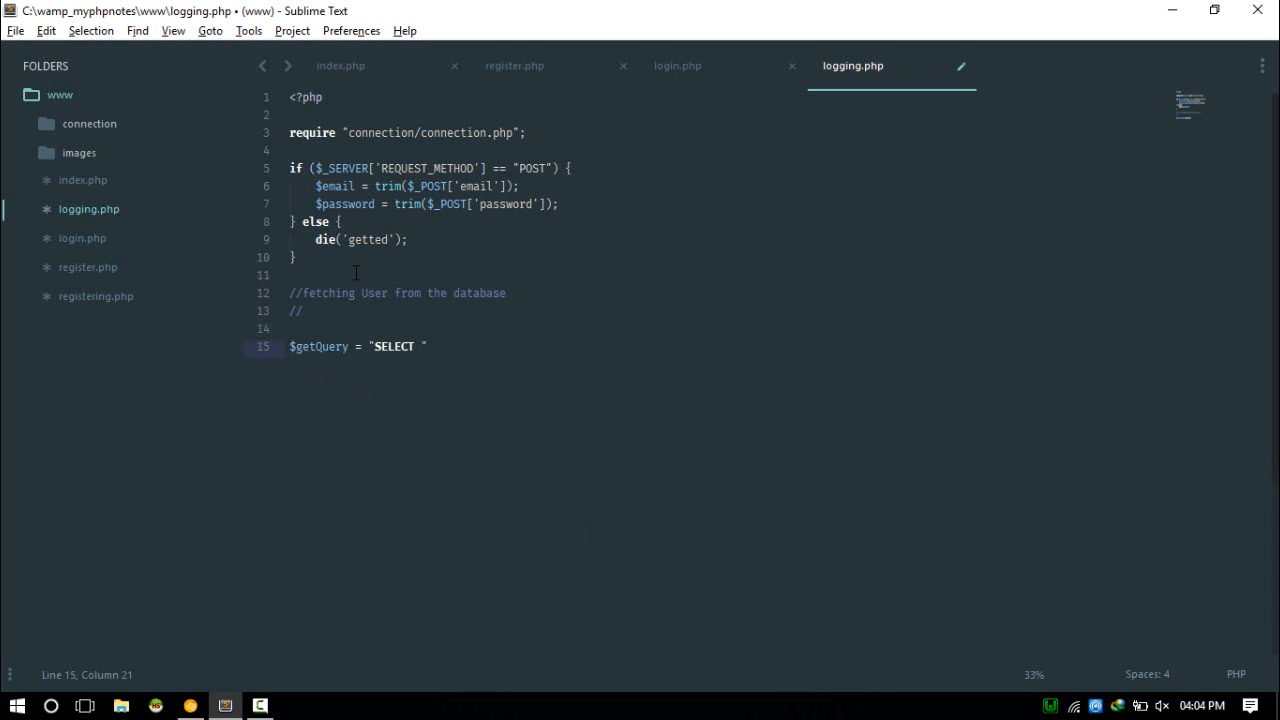 C:\wamp_myphpnotes\www\logging.php • (www) - Sublime Text
File Edit Selection Find View Goto Tools Project Preferences Help
FOLDERS
www
connection
images
index.php
logging.php
login.php
register.php
registering.php
index.php register.php login.php logging.php
1 <?php
2
3 require "connection/connection.php";
4
5 if ($_SERVER['REQUEST_METHOD'] == "POST") {
6 $email = trim($_POST['email']);
7 $password = trim($_POST['password']);
8 } else {
9 die('getted');
10 }
11
12 //fetching User from the database
13 //
14
15 $getQuery = "SELECT "
Line 15, Column 21 33% Spaces: 4 PHP
04:04 PM